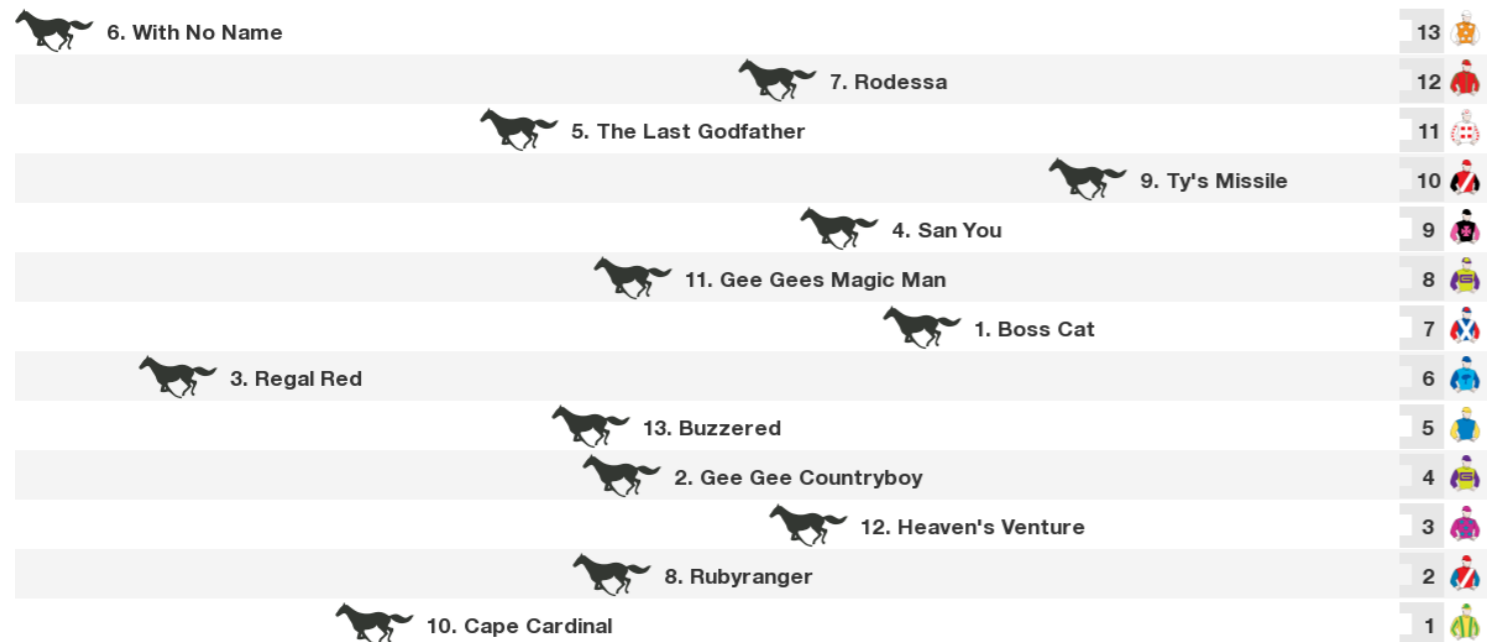 6. With No Name 13
7. Rodessa 12
5. The Last Godfather 11
9. Ty's Missile 10
4. San You 9
11. Gee Gees Magic Man 8
1. Boss Cat 7
3. Regal Red 6
13. Buzzered 5
2. Gee Gee Countryboy 4
12. Heaven's Venture 3
8. Rubyranger 2
10. Cape Cardinal 1